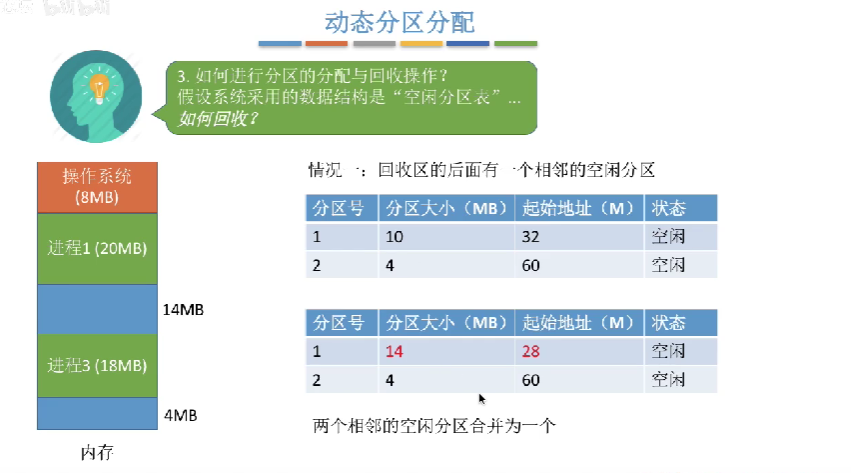 bilibili
动态分区分配
3. 如何进行分区的分配与回收操作？
假设系统采用的数据结构是“空闲分区表”...
如何回收？
操作系统
(8MB)
进程1 (20MB)
14MB
进程3 (18MB)
4MB
内存
情况一：回收区的后面有一个相邻的空闲分区
分区号 分区大小（MB） 起始地址（M） 状态
1 10 32 空闲
2 4 60 空闲
分区号 分区大小（MB） 起始地址（M） 状态
1 14 28 空闲
2 4 60 空闲
两个相邻的空闲分区合并为一个